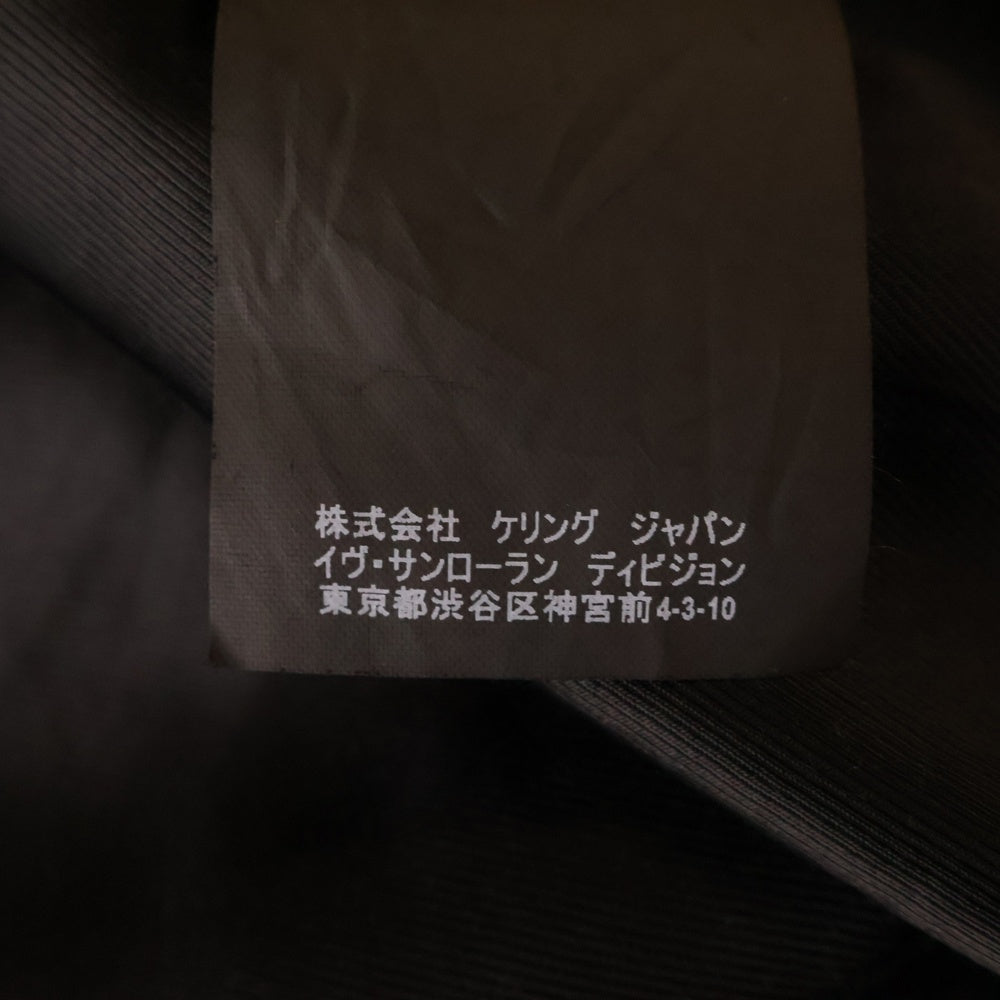 株式会社　ケリング　ジャパン
イヴ・サンローラン　ディビジョン
東京都渋谷区神宮前4-3-10